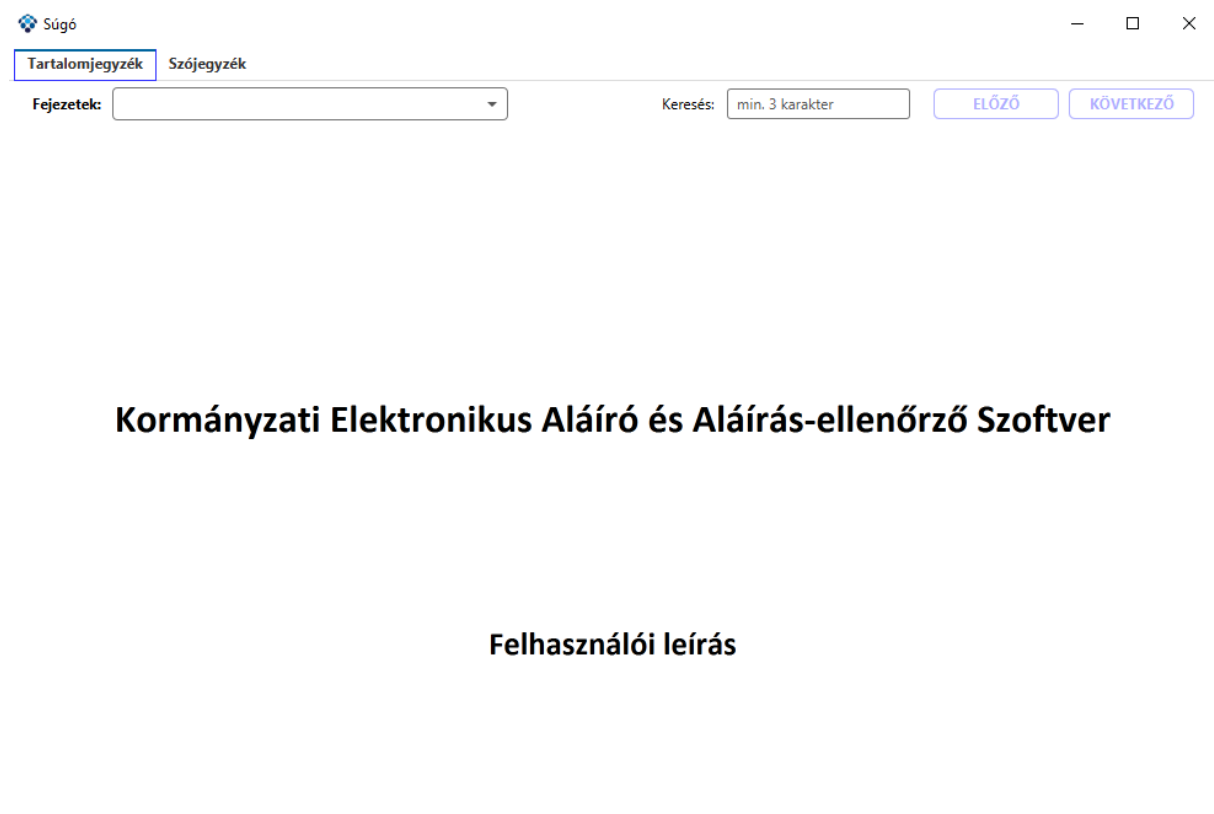 Súgó
Tartalomjegyzék Szójegyzék
Fejezetek: Keresés: min. 3 karakter ELŐZŐ KÖVETKEZŐ
Kormányzati Elektronikus Aláíró és Aláírás-ellenőrző Szoftver
Felhasználói leírás